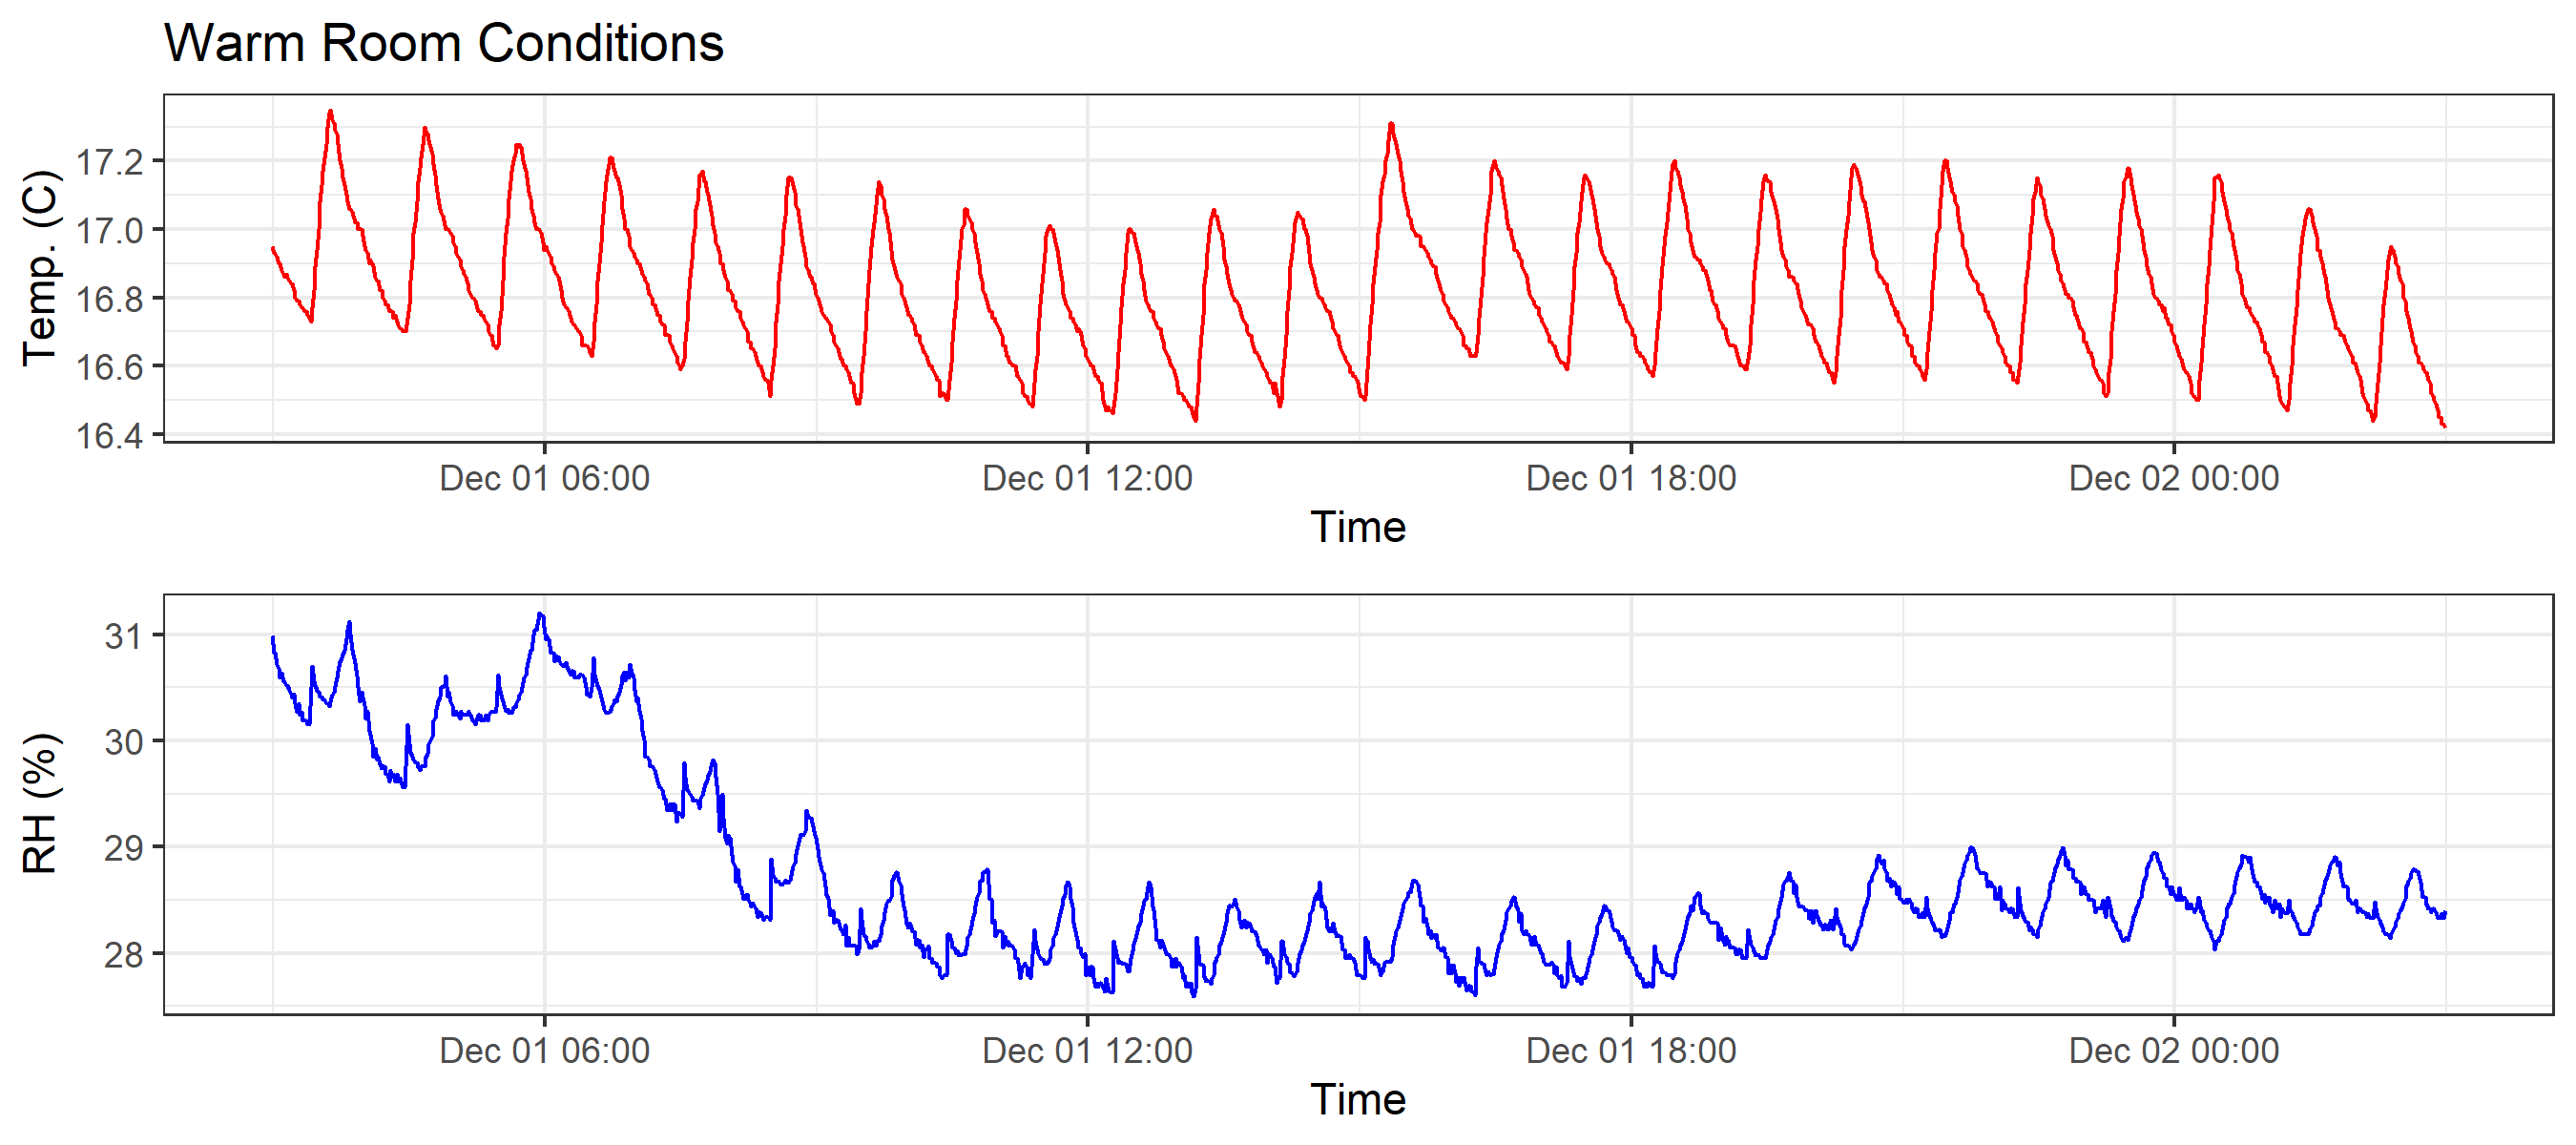 Warm Room Conditions
Temp. (C)
17.2
17.0
16.8
16.6
16.4
Dec 01 06:00 Dec 01 12:00 Dec 01 18:00 Dec 02 00:00
Time
RH (%)
31
30
29
28
Dec 01 06:00 Dec 01 12:00 Dec 01 18:00 Dec 02 00:00
Time